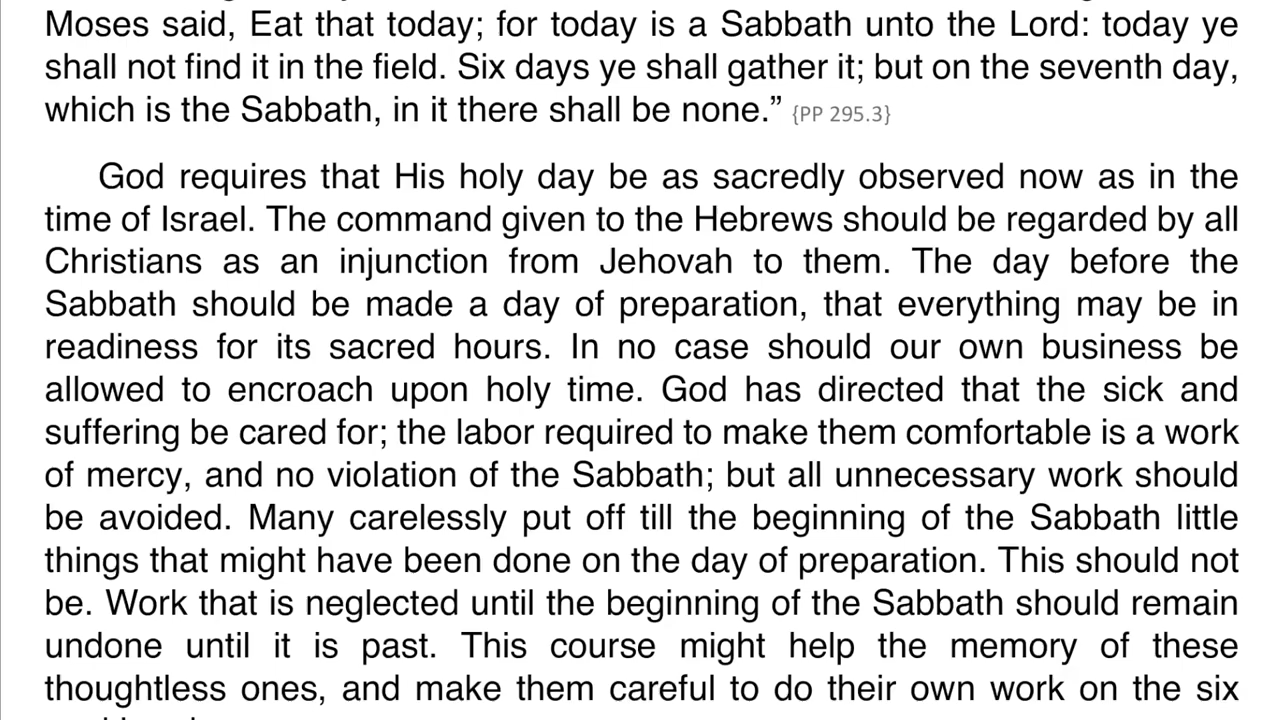 Moses said, Eat that today; for today is a Sabbath unto the Lord: today ye
shall not find it in the field. Six days ye shall gather it; but on the seventh day,
which is the Sabbath, in it there shall be none.” {PP 295.3}
God requires that His holy day be as sacredly observed now as in the
time of Israel. The command given to the Hebrews should be regarded by all
Christians as an injunction from Jehovah to them. The day before the
Sabbath should be made a day of preparation, that everything may be in
readiness for its sacred hours. In no case should our own business be
allowed to encroach upon holy time. God has directed that the sick and
suffering be cared for; the labor required to make them comfortable is a work
of mercy, and no violation of the Sabbath; but all unnecessary work should
be avoided. Many carelessly put off till the beginning of the Sabbath little
things that might have been done on the day of preparation. This should not
be. Work that is neglected until the beginning of the Sabbath should remain
undone until it is past. This course might help the memory of these
thoughtless ones, and make them careful to do their own work on the six